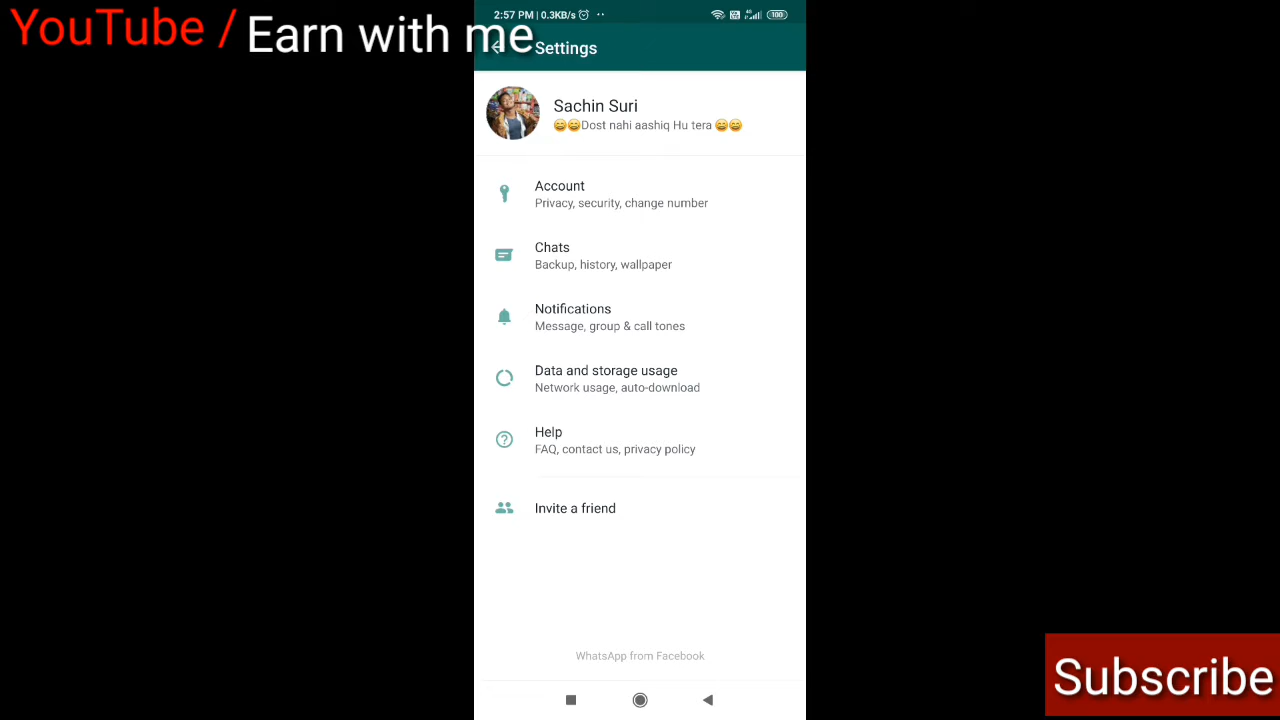 YouTube / Earn with me
2:57 PM | 0.3KB/s
4G
100
Settings
Sachin Suri
😄😄Dost nahi aashiq Hu tera 😄😄
Account
Privacy, security, change number
Chats
Backup, history, wallpaper
Notifications
Message, group & call tones
Data and storage usage
Network usage, auto-download
Help
FAQ, contact us, privacy policy
Invite a friend
WhatsApp from Facebook
Subscribe